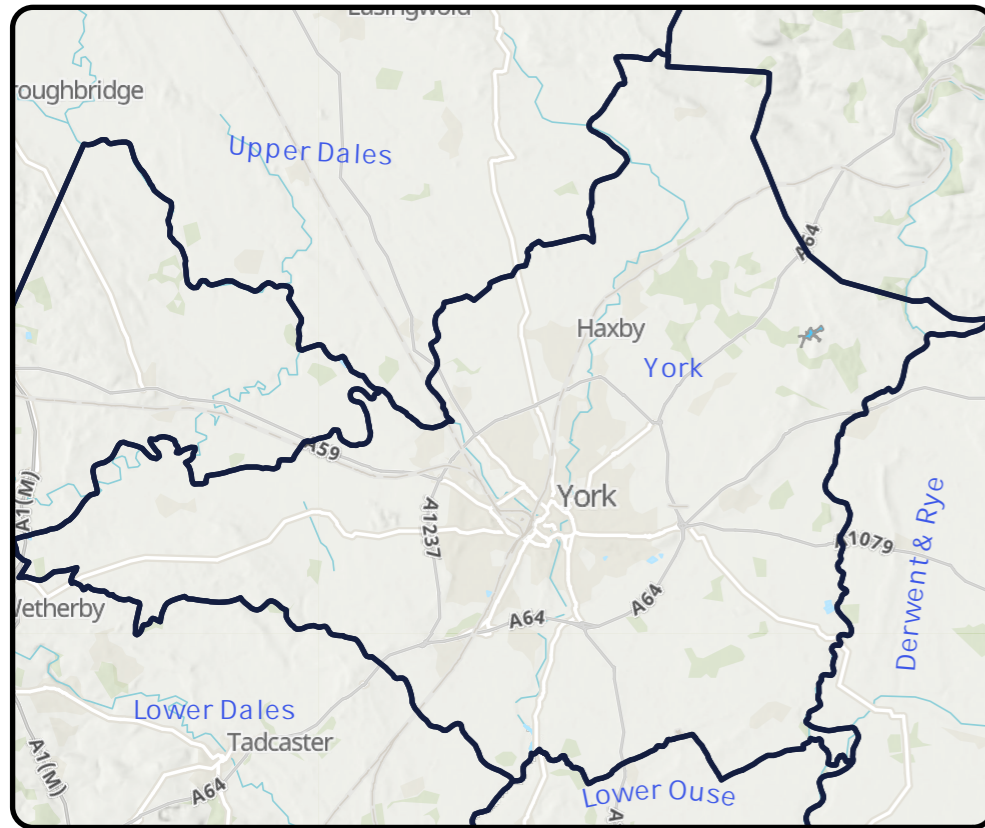 Easingwold
roughbridge
Upper Dales
A64
Haxby
York
A59
A1(M)
York
A1237
A1079
Derwent & Rye
Wetherby
A64
A64
Lower Dales
Tadcaster
A1(M)
A64
Lower Ouse
A